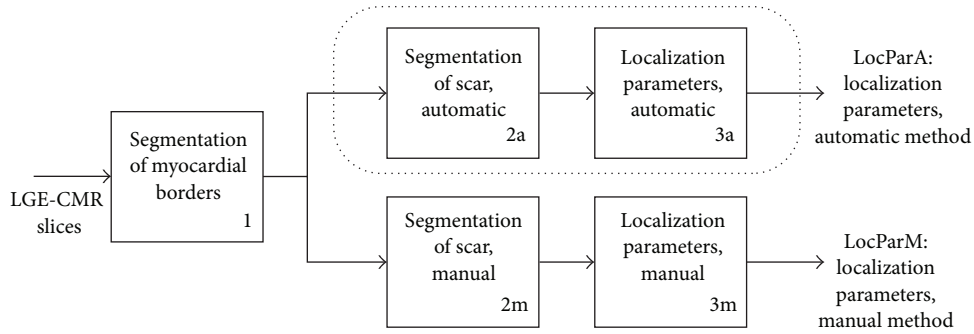 LGE-CMR
slices
Segmentation
of myocardial
borders
1
Segmentation
of scar,
automatic
2a
Localization
parameters,
automatic
3a
LocParA:
localization
parameters,
automatic method
Segmentation
of scar,
manual
2m
Localization
parameters,
manual
3m
LocParM:
localization
parameters,
manual method